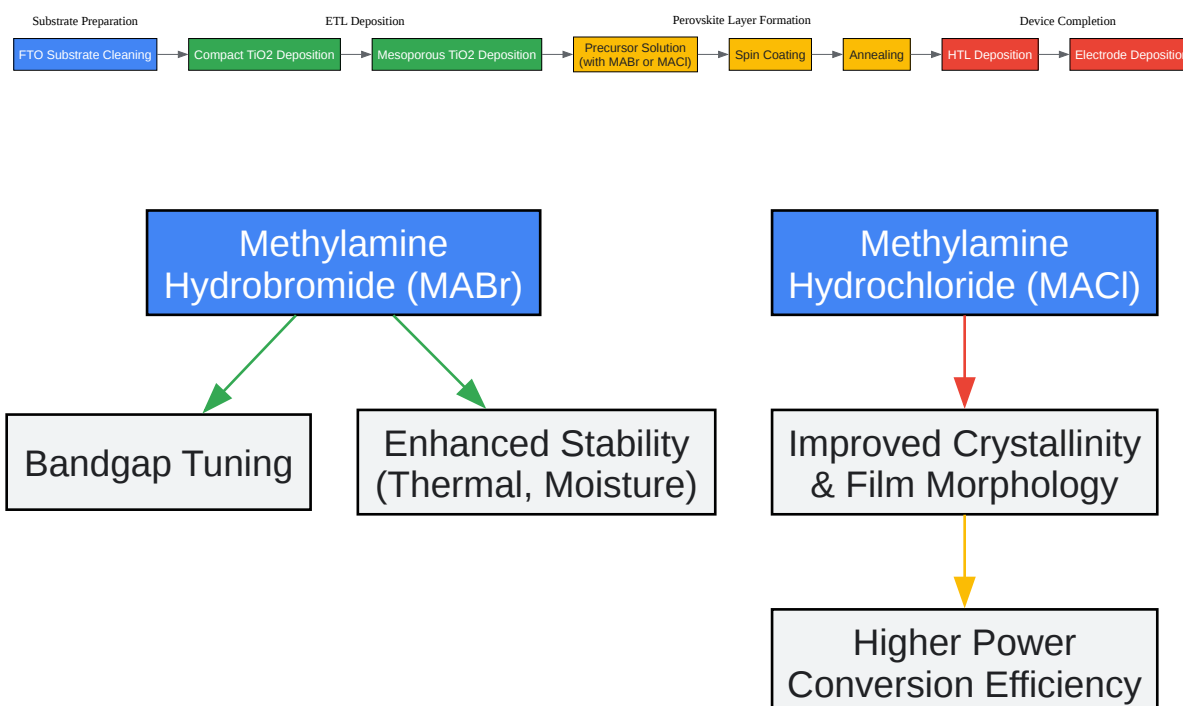 Substrate Preparation
ETL Deposition
Perovskite Layer Formation
Device Completion
FTO Substrate Cleaning
Compact TiO2 Deposition
Mesoporous TiO2 Deposition
Precursor Solution
(with MABr or MACl)
Spin Coating
Annealing
HTL Deposition
Electrode Deposition
Methylamine
Hydrobromide (MABr)
Methylamine
Hydrochloride (MACl)
Bandgap Tuning
Enhanced Stability
(Thermal, Moisture)
Improved Crystallinity
& Film Morphology
Higher Power
Conversion Efficiency